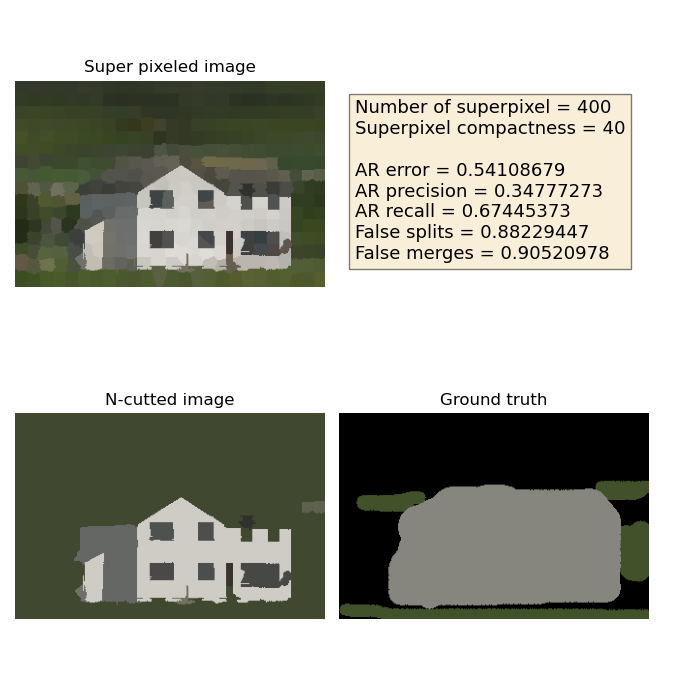 Super pixeled image
Number of superpixel = 400
Superpixel compactness = 40
AR error = 0.54108679
AR precision = 0.34777273
AR recall = 0.67445373
False splits = 0.88229447
False merges = 0.90520978
N-cutted image
Ground truth